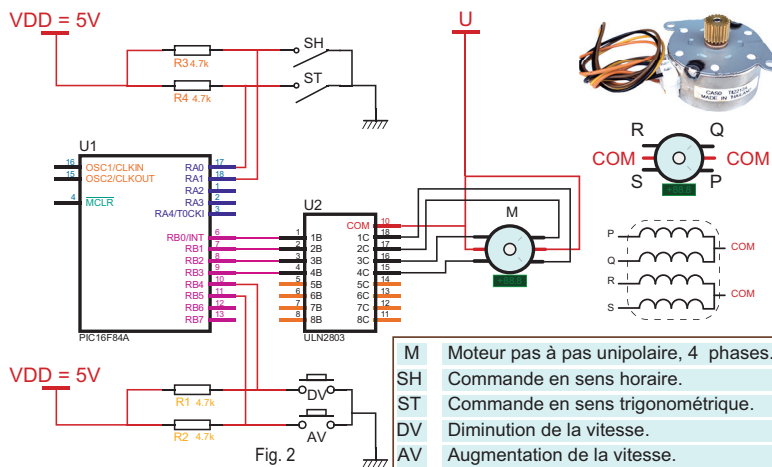 VDD = 5V
R3 4.7k
R4 4.7k
SH
ST
U
CA50
MADE IN THAILAND
R Q
COM COM
S P
U1
16 OSC1/CLKIN
15 OSC2/CLKOUT
4 MCLR
RA0 17
RA1 18
RA2 1
RA3 2
RA4/T0CKI 3
RB0/INT 6
RB1 7
RB2 8
RB3 9
RB4 10
RB5 11
RB6 12
RB7 13
PIC16F84A
U2
COM 10
1 1B 1C 18
2 2B 2C 17
3 3B 3C 16
4 4B 4C 15
5 5B 5C 14
6 6B 6C 13
7 7B 7C 12
8 8B 8C 11
ULN2803
M
P
COM
Q
R
COM
S
VDD = 5V
R1 4.7k
R2 4.7k
DV
AV
Fig. 2
M Moteur pas à pas unipolaire, 4 phases.
SH Commande en sens horaire.
ST Commande en sens trigonométrique.
DV Diminution de la vitesse.
AV Augmentation de la vitesse.